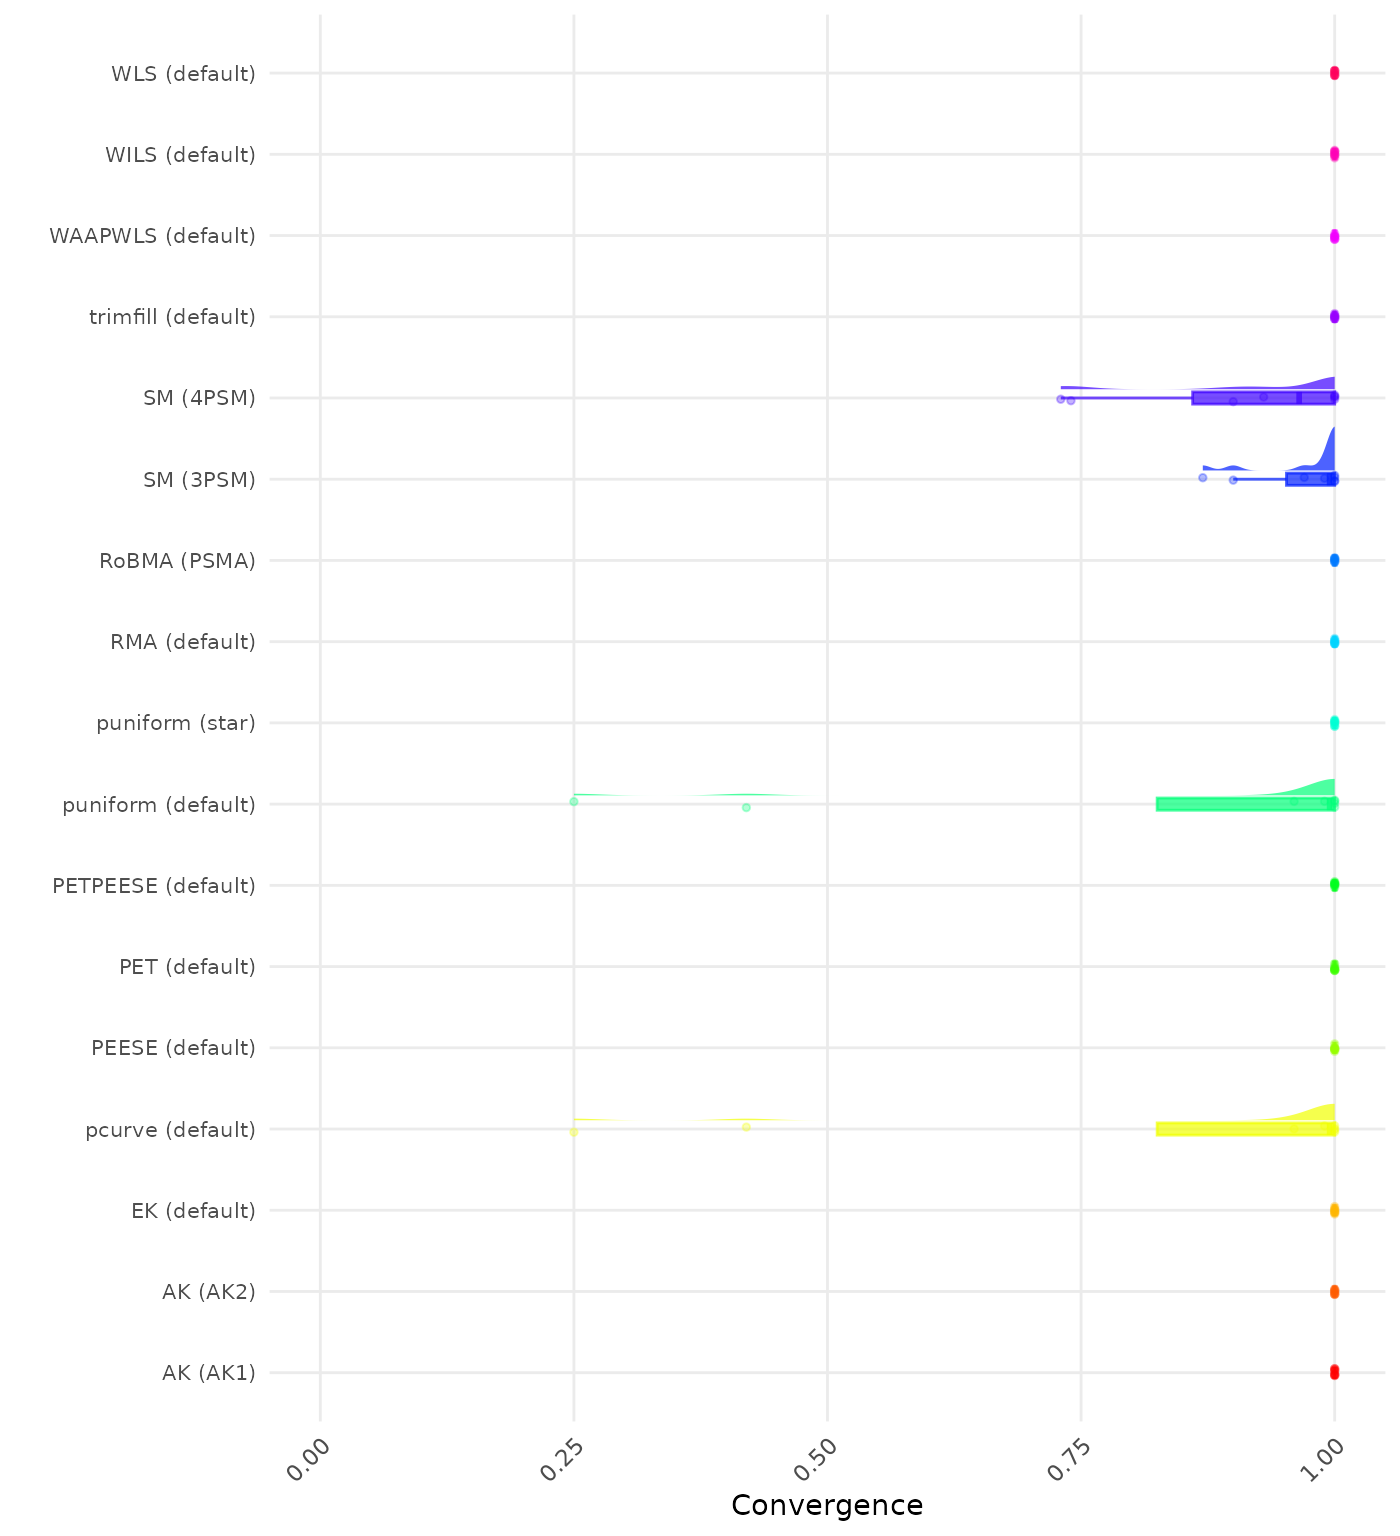 WLS (default)
WILS (default)
WAAPWLS (default)
trimfill (default)
SM (4PSM)
SM (3PSM)
RoBMA (PSMA)
RMA (default)
puniform (star)
puniform (default)
PETPEESE (default)
PET (default)
PEESE (default)
pcurve (default)
EK (default)
AK (AK2)
AK (AK1)
0.00
0.25
0.50
0.75
1.00
Convergence